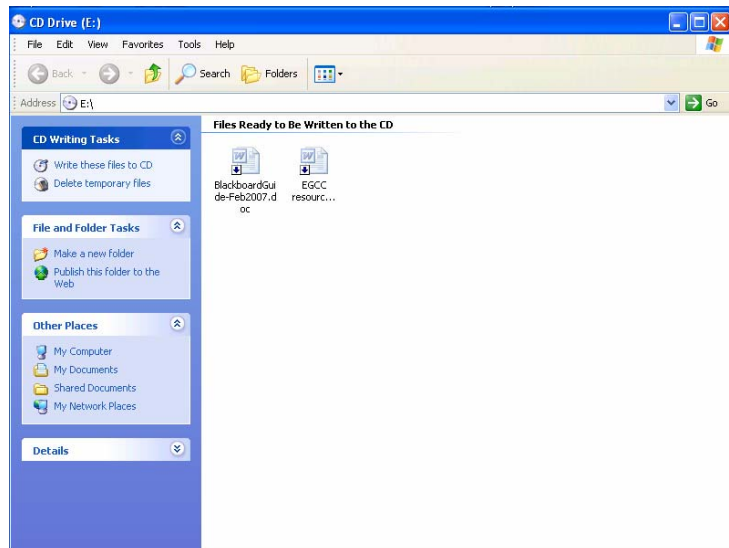 CD Drive (E:)
File Edit View Favorites Tools Help
Back Search Folders
Address E:\ Go
Files Ready to Be Written to the CD
CD Writing Tasks
Write these files to CD
Delete temporary files
BlackboardGui
de-Feb2007.d
oc
EGCC
resourc...
File and Folder Tasks
Make a new folder
Publish this folder to the
Web
Other Places
My Computer
My Documents
Shared Documents
My Network Places
Details